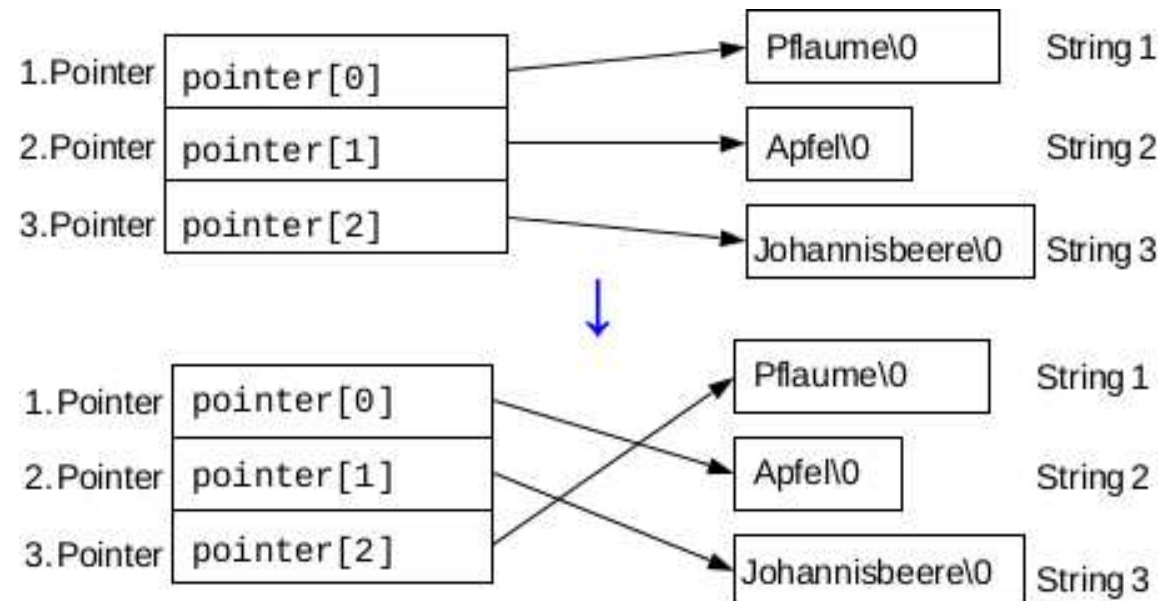 1.Pointer pointer[0] Pflaume\0 String 1
2.Pointer pointer[1] Apfel\0 String 2
3.Pointer pointer[2] Johannisbeere\0 String 3
1.Pointer pointer[0] Pflaume\0 String 1
2.Pointer pointer[1] Apfel\0 String 2
3.Pointer pointer[2] Johannisbeere\0 String 3